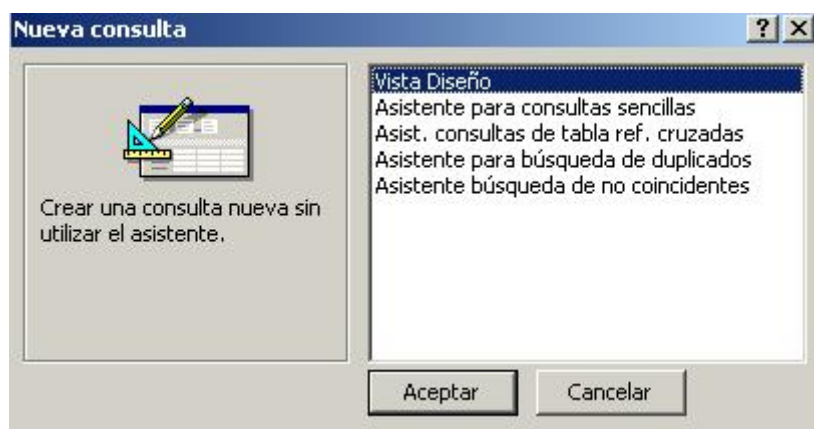 Nueva consulta
Crear una consulta nueva sin
utilizar el asistente.
Vista Diseño
Asistente para consultas sencillas
Asist. consultas de tabla ref. cruzadas
Asistente para búsqueda de duplicados
Asistente búsqueda de no coincidentes
Aceptar
Cancelar